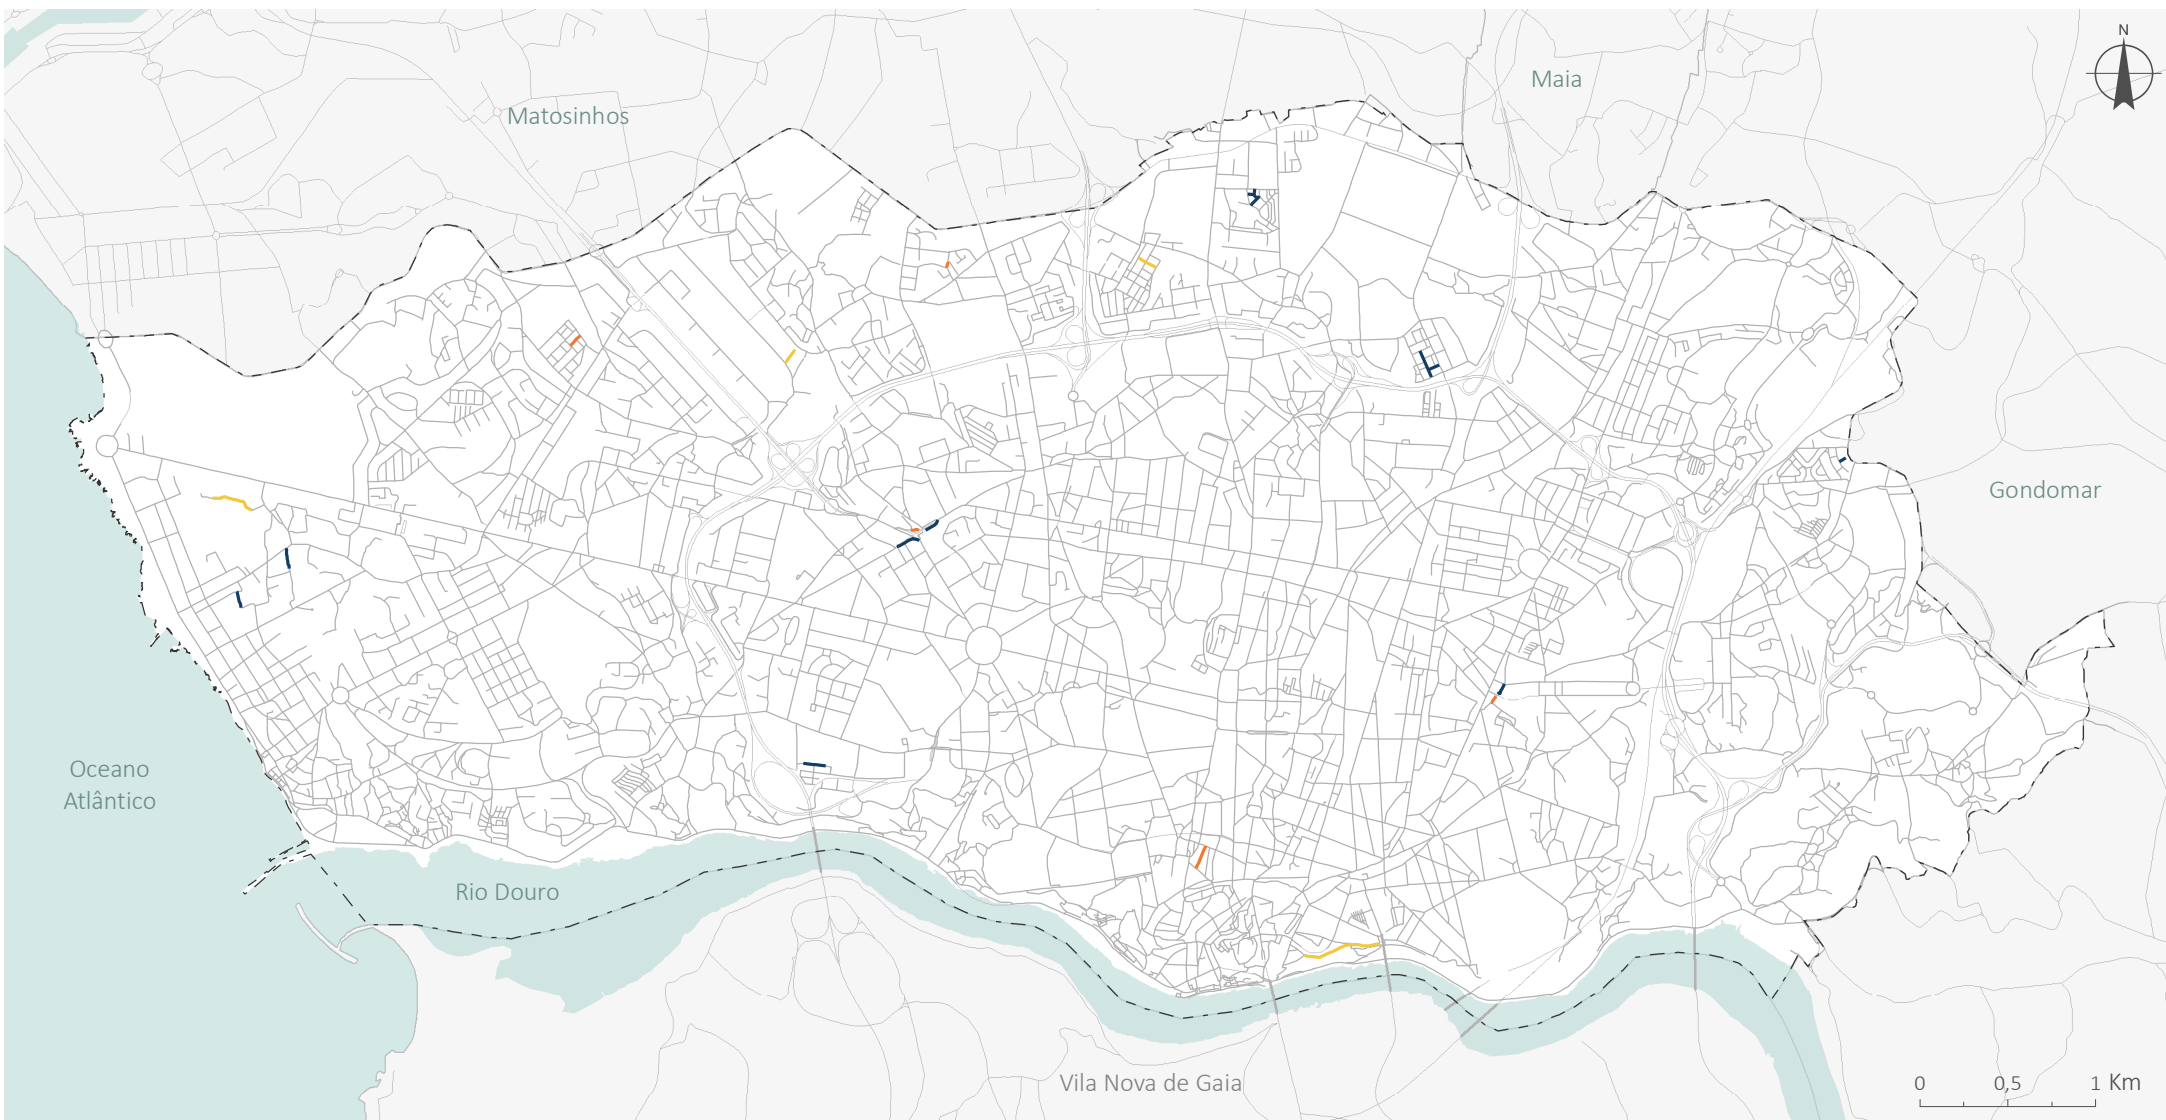 N
Maia
Matosinhos
Gondomar
Oceano
Atlântico
Rio Douro
Vila Nova de Gaia
0 0,5 1 Km